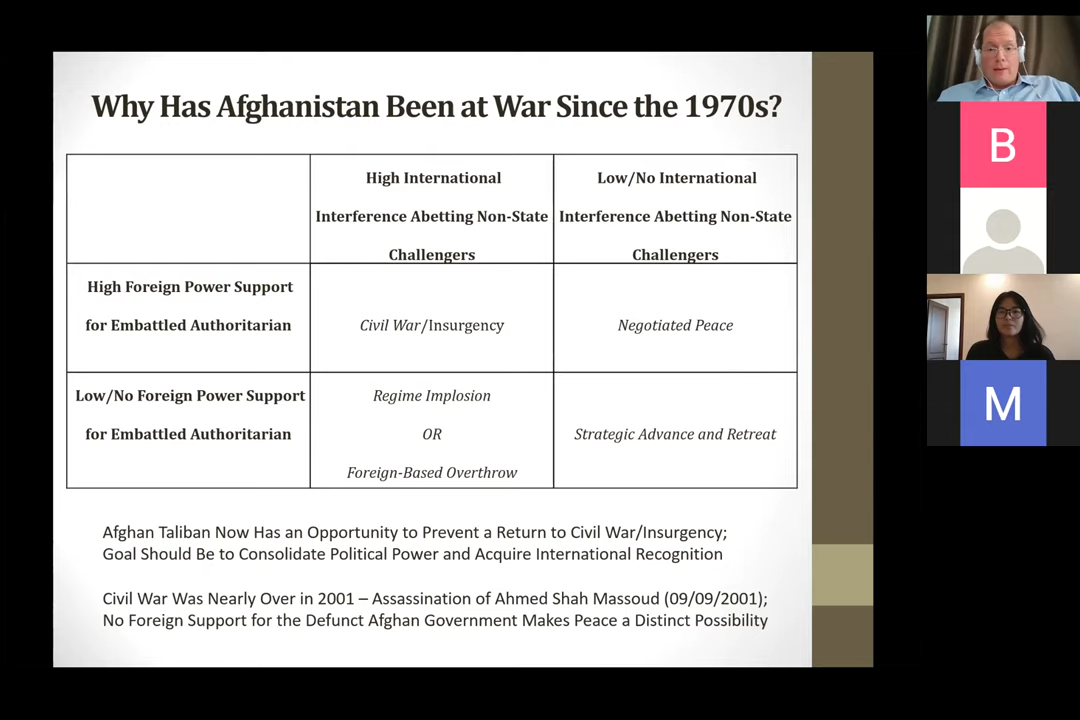 Why Has Afghanistan Been at War Since the 1970s?
High International
Interference Abetting Non-State
Challengers
Low/No International
Interference Abetting Non-State
Challengers
High Foreign Power Support
for Embattled Authoritarian
Civil War/Insurgency
Negotiated Peace
Low/No Foreign Power Support
for Embattled Authoritarian
Regime Implosion
OR
Foreign-Based Overthrow
Strategic Advance and Retreat
Afghan Taliban Now Has an Opportunity to Prevent a Return to Civil War/Insurgency;
Goal Should Be to Consolidate Political Power and Acquire International Recognition
Civil War Was Nearly Over in 2001 – Assassination of Ahmed Shah Massoud (09/09/2001);
No Foreign Support for the Defunct Afghan Government Makes Peace a Distinct Possibility
B
M